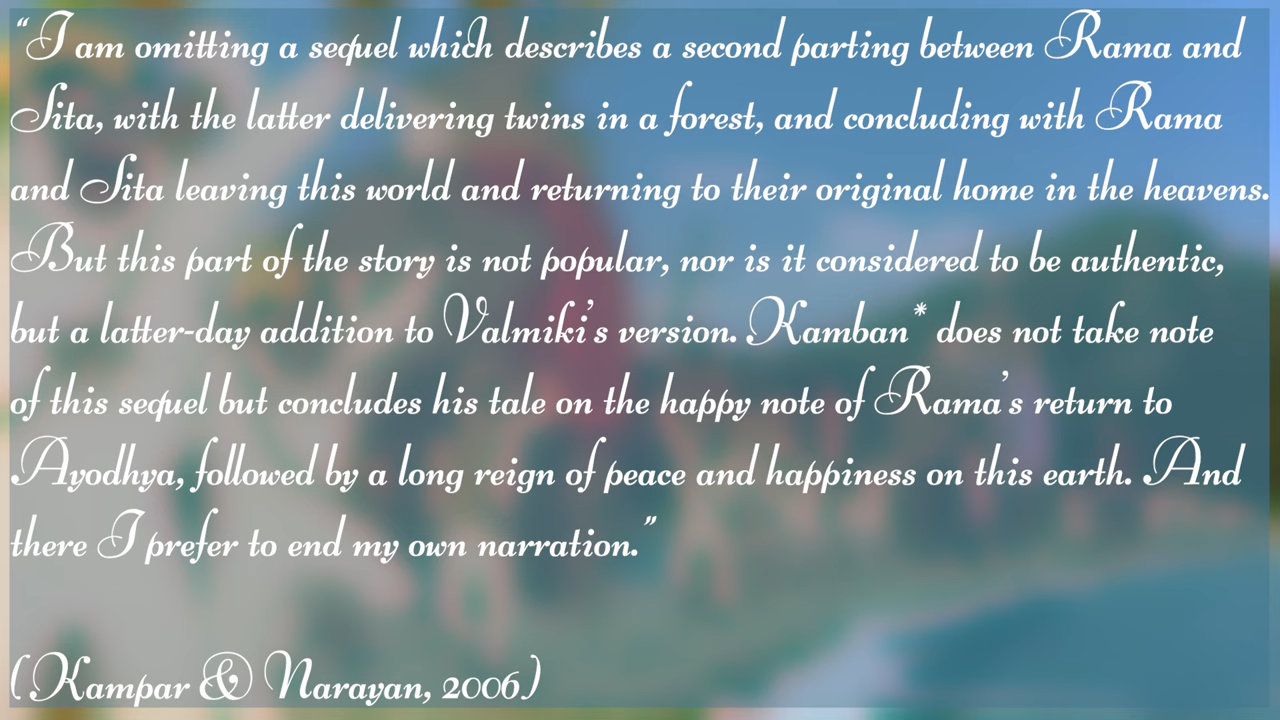 “I am omitting a sequel which describes a second parting between Rama and
Sita, with the latter delivering twins in a forest, and concluding with Rama
and Sita leaving this world and returning to their original home in the heavens.
But this part of the story is not popular, nor is it considered to be authentic,
but a latter-day addition to Valmiki’s version. Kamban* does not take note
of this sequel but concludes his tale on the happy note of Rama’s return to
Ayodhya, followed by a long reign of peace and happiness on this earth. And
there I prefer to end my own narration.”
(Kampar & Narayan, 2006)